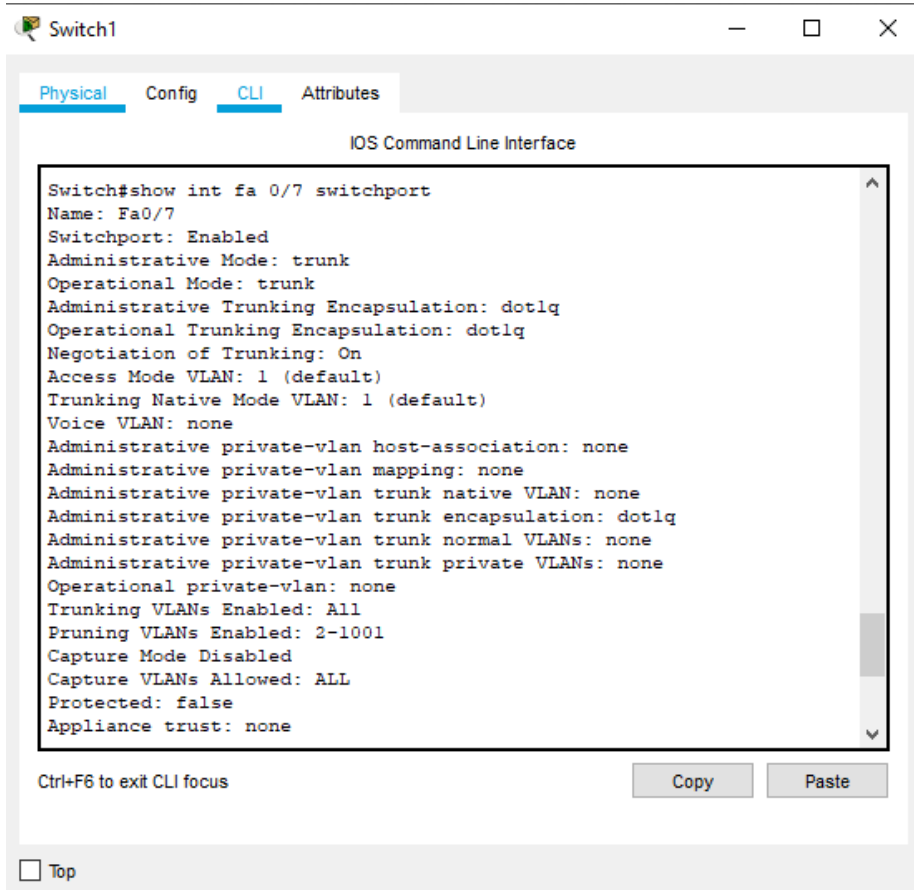 Switch1
Physical Config CLI Attributes
IOS Command Line Interface
Switch#show int fa 0/7 switchport
Name: Fa0/7
Switchport: Enabled
Administrative Mode: trunk
Operational Mode: trunk
Administrative Trunking Encapsulation: dot1q
Operational Trunking Encapsulation: dot1q
Negotiation of Trunking: On
Access Mode VLAN: 1 (default)
Trunking Native Mode VLAN: 1 (default)
Voice VLAN: none
Administrative private-vlan host-association: none
Administrative private-vlan mapping: none
Administrative private-vlan trunk native VLAN: none
Administrative private-vlan trunk encapsulation: dot1q
Administrative private-vlan trunk normal VLANs: none
Administrative private-vlan trunk private VLANs: none
Operational private-vlan: none
Trunking VLANs Enabled: All
Pruning VLANs Enabled: 2-1001
Capture Mode Disabled
Capture VLANs Allowed: ALL
Protected: false
Appliance trust: none
Ctrl+F6 to exit CLI focus Copy Paste
Top